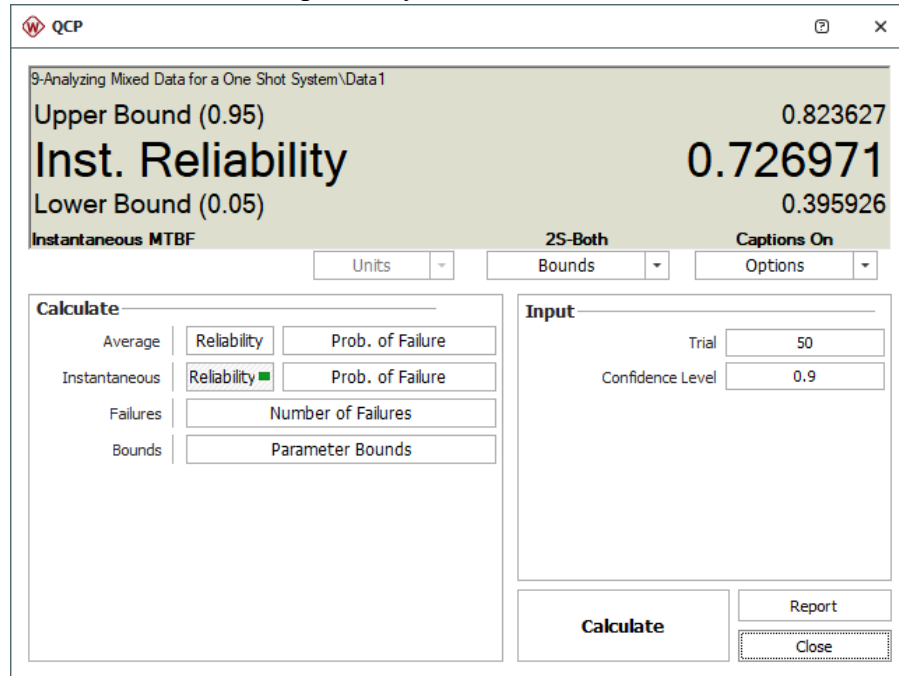 QCP
9-Analyzing Mixed Data for a One Shot System\Data1
Upper Bound (0.95) 0.823627
Inst. Reliability 0.726971
Lower Bound (0.05) 0.395926
Instantaneous MTBF 2S-Both Captions On
Units Bounds Options
Calculate
Average Reliability Prob. of Failure
Instantaneous Reliability Prob. of Failure
Failures Number of Failures
Bounds Parameter Bounds
Input
Trial 50
Confidence Level 0.9
Calculate
Report
Close